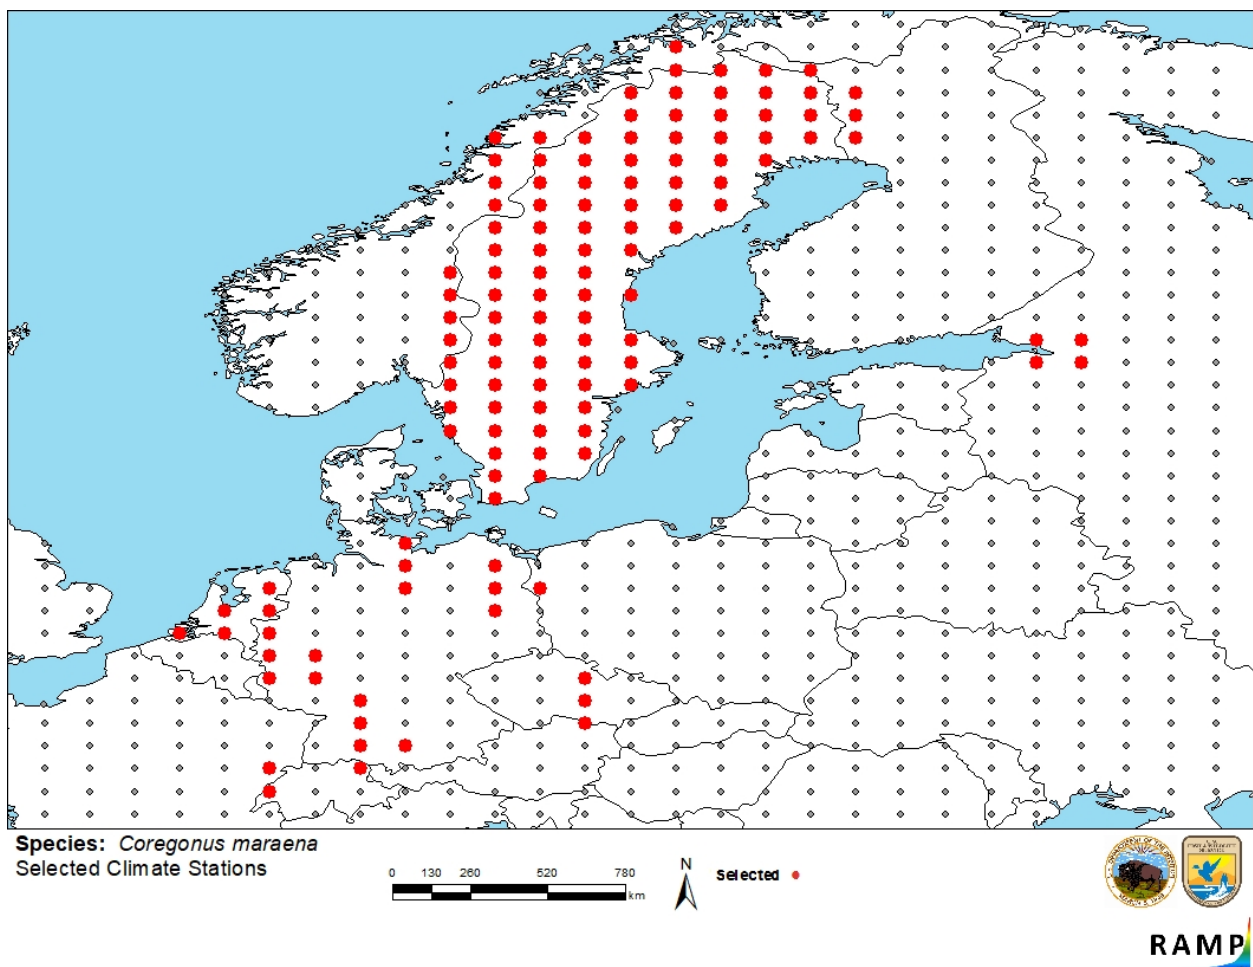 Species: Coregonus maraena
Selected Climate Stations
0 130 260 520 780
km
N
Selected
RAMP